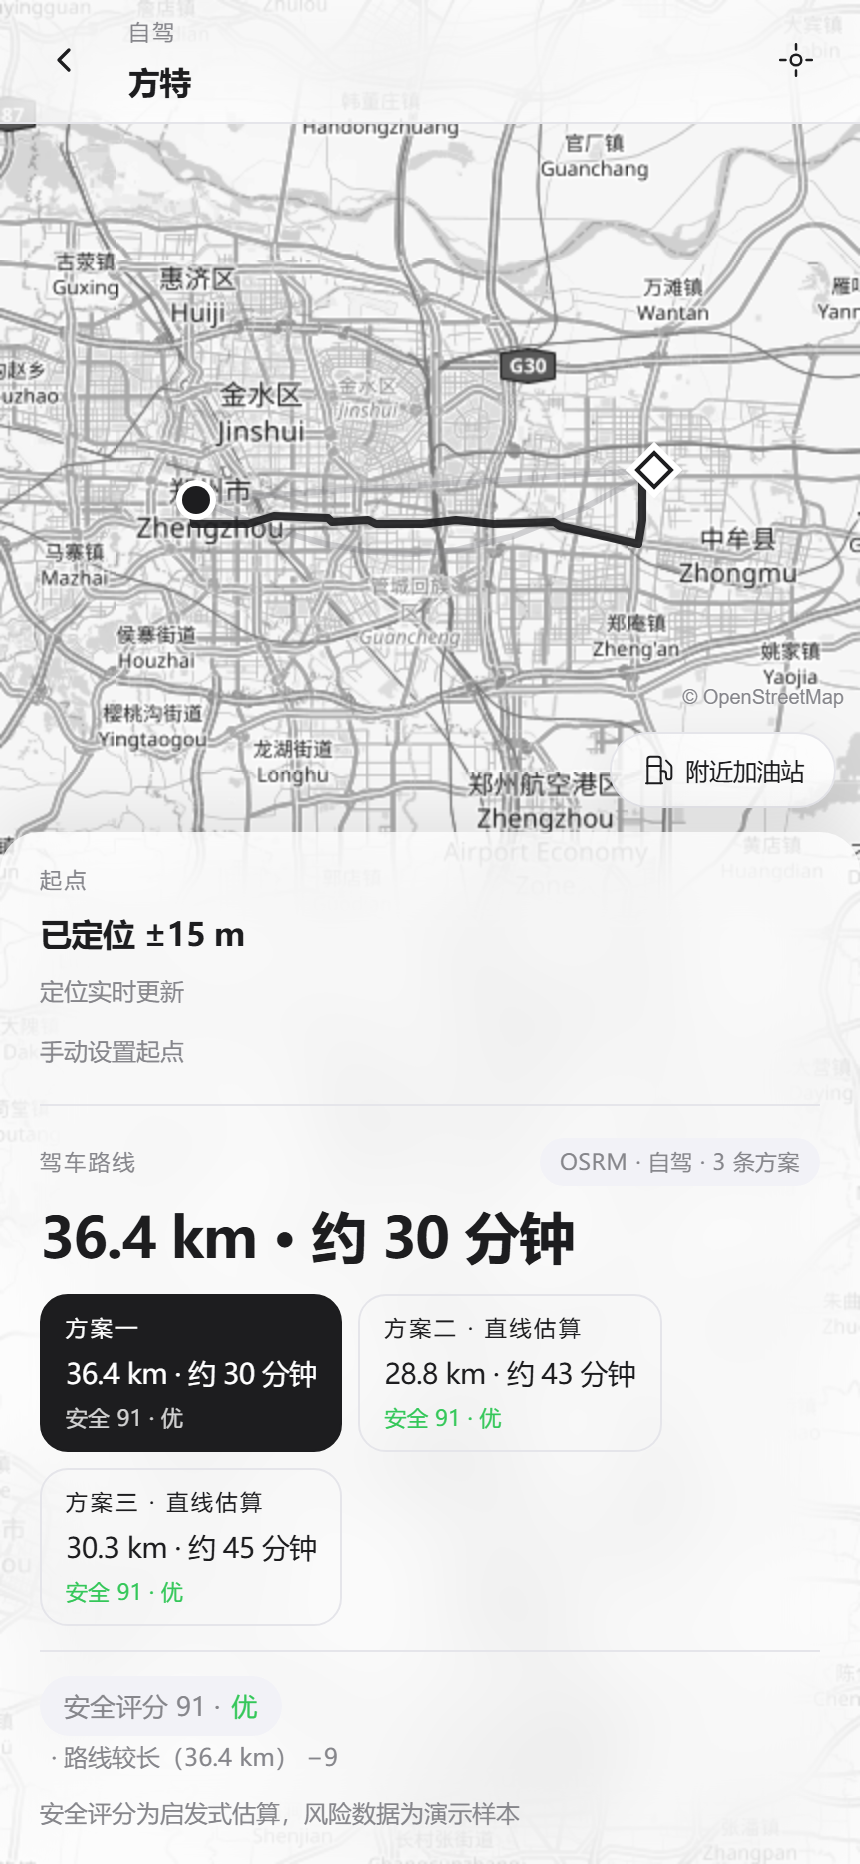 自驾
方特
Handongzhuang
官厂镇
Guanchang
古荥镇
Guxing
惠济区
Huiji
万滩镇
Wantan
G30
金水区
Jinshui
金水区
Jinshui
市
Zhengzhou
马寨镇
Mazhai
中牟县
Zhongmu
管城回族
区
Guancheng
侯寨街道
Houzhai
郑庵镇
Zheng'an
姚家镇
Yaojia
© OpenStreetMap
樱桃沟街道
Yingtaogou
龙湖街道
Longhu
郑州航空港区
Zhengzhou
Airport Economy
Zone
附近加油站
黄店镇
Huangdian
起点
已定位 ±15 m
定位实时更新
手动设置起点
驾车路线
OSRM · 自驾 · 3 条方案
36.4 km • 约 30 分钟
方案一
36.4 km · 约 30 分钟
安全 91 · 优
方案二 · 直线估算
28.8 km · 约 43 分钟
安全 91 · 优
方案三 · 直线估算
30.3 km · 约 45 分钟
安全 91 · 优
安全评分 91 · 优
· 路线较长（36.4 km） −9
安全评分为启发式估算，风险数据为演示样本
Shenjian
Zhangpan